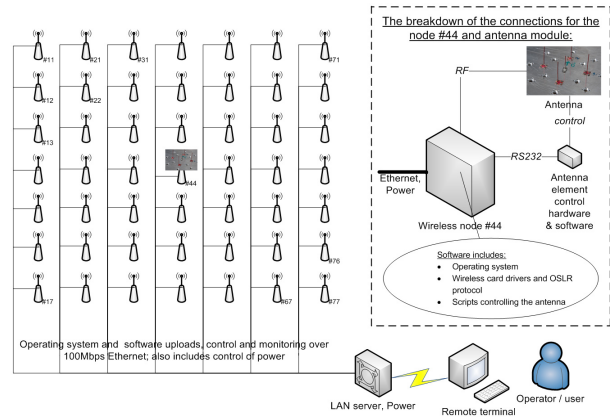 #11
#21
#31
#71
#12
#22
#13
#44
#76
#17
#67
#77
Operating system and software uploads, control and monitoring over
100Mbps Ethernet; also includes control of power
The breakdown of the connections for the
node #44 and antenna module:
RF
Antenna
control
RS232
Ethernet,
Power
Antenna
element
control
hardware
& software
Wireless node #44
Software includes:
• Operating system
• Wireless card drivers and OSLR
protocol
• Scripts controlling the antenna
LAN server, Power
Remote terminal
Operator / user